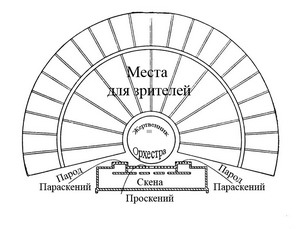 Места
для зрителей
Жертвенник
Орхестра
Парод
Параскений
Скена
Проскений
Парод
Параскений